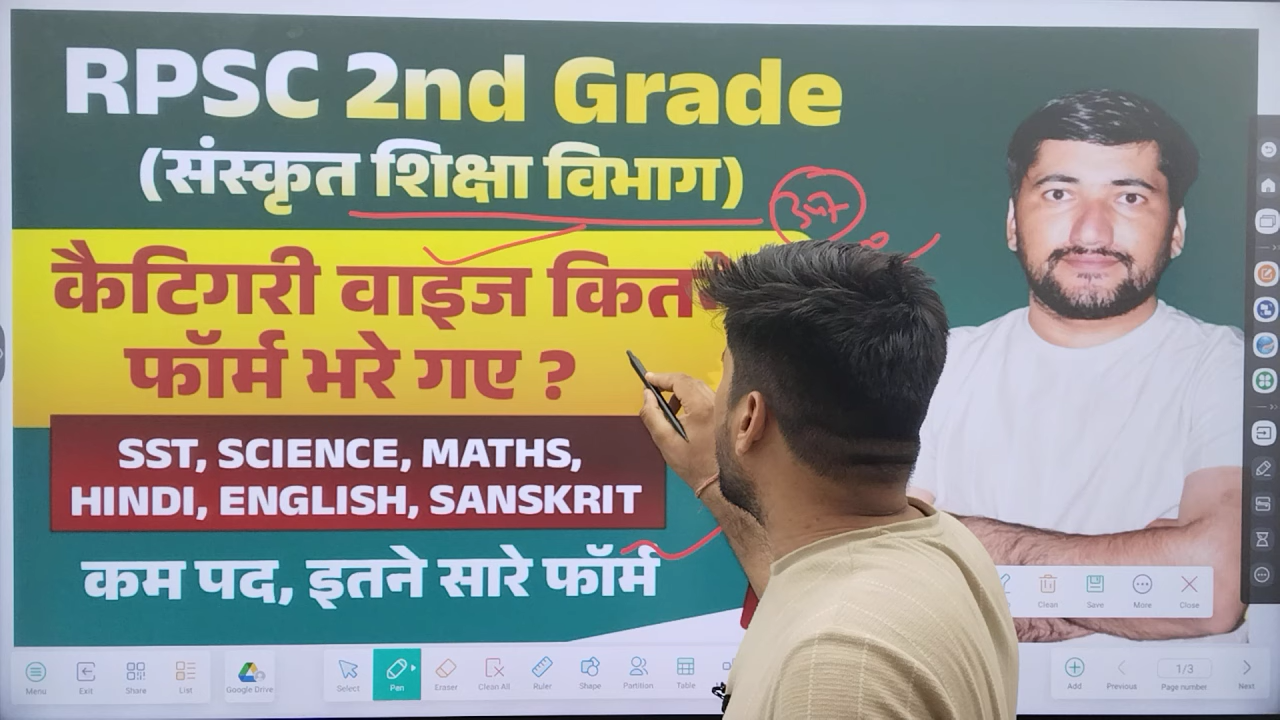 RPSC 2nd Grade
(संस्कृत शिक्षा विभाग)
347
कैटिगरी वाइज
फॉर्म भरे गए ?
SST, SCIENCE, MATHS,
HINDI, ENGLISH, SANSKRIT
कम पद, इतने सारे फॉर्म
Clean Save More Close
Menu Exit Share List Google Drive Select Pen Eraser Clean All Ruler Shape Partition Table Add Previous 1/3 Page number Next